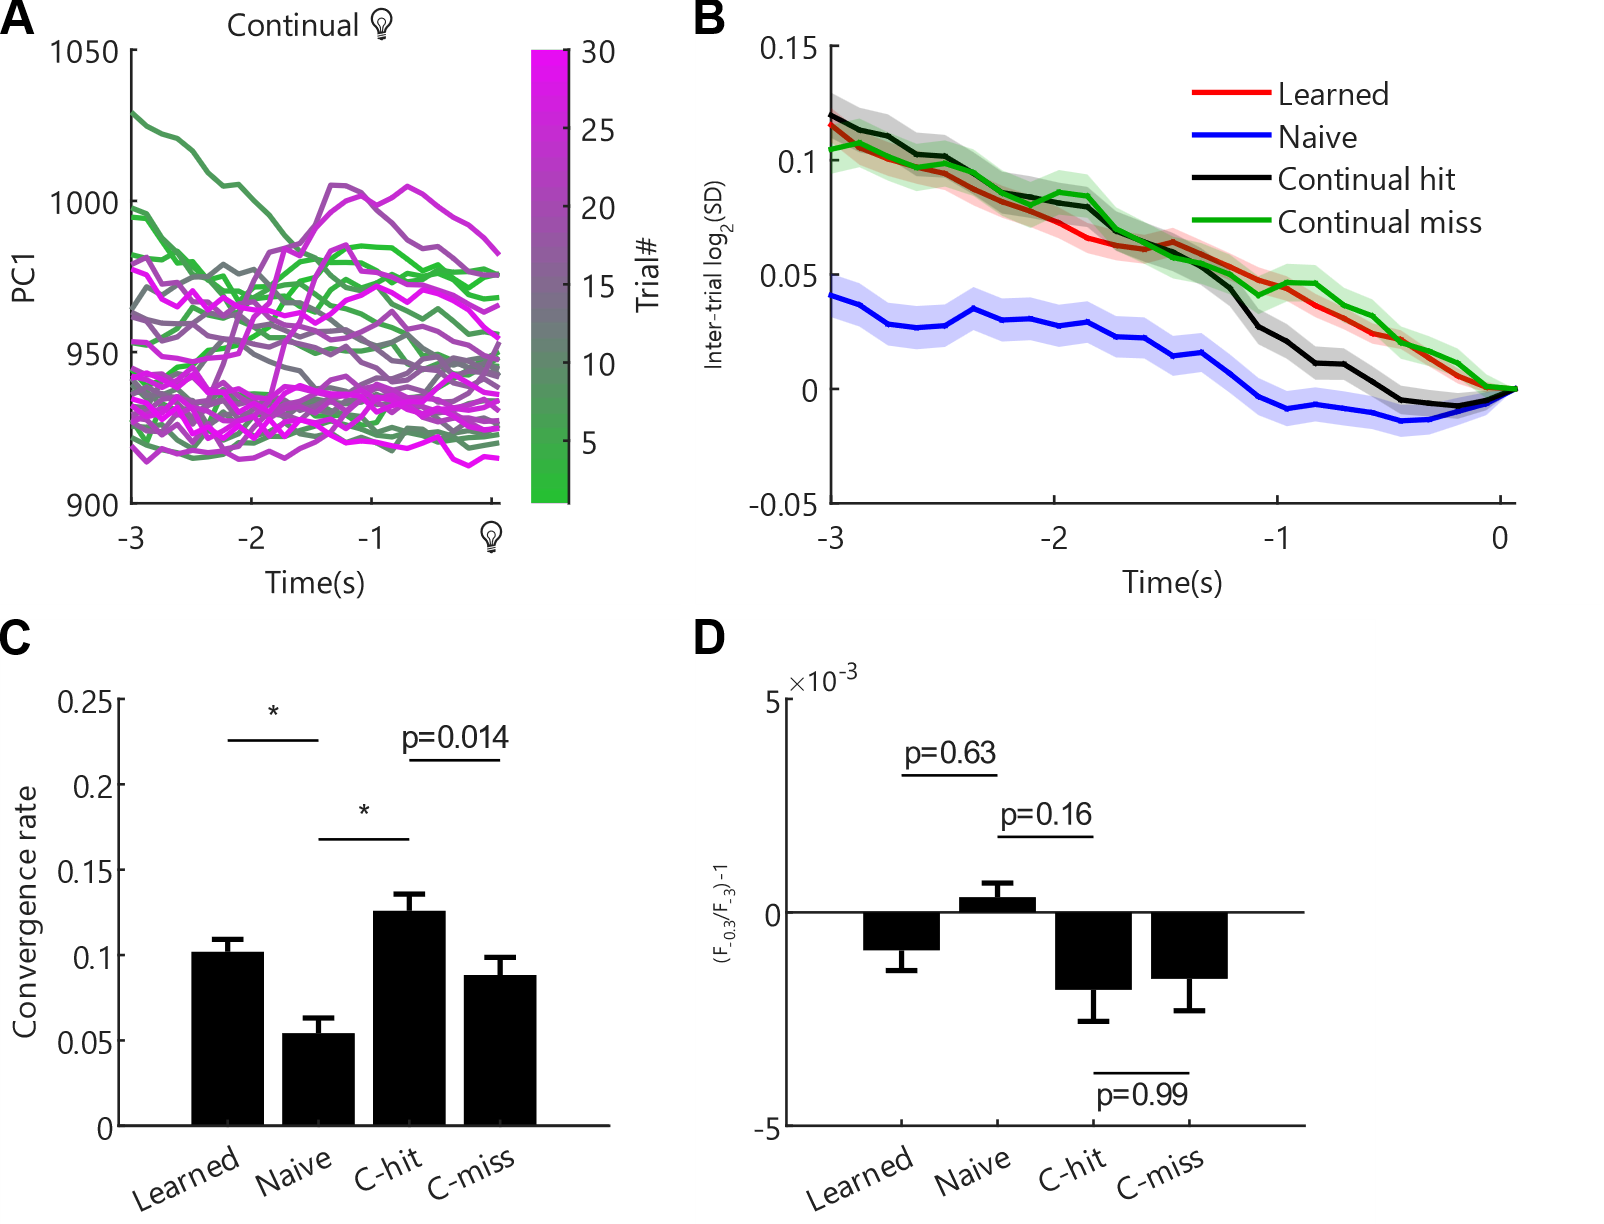 A
Continual
1050
1000
950
900
PC1
-3
-2
-1
Time(s)
30
25
20
15
10
5
Trial#
B
0.15
0.1
0.05
0
-0.05
Inter-trial log2(SD)
Learned
Naive
Continual hit
Continual miss
-3
-2
-1
0
Time(s)
C
0.25
0.2
0.15
0.1
0.05
0
Convergence rate
*
*
p=0.014
Learned
Naive
C-hit
C-miss
D
×10-3
5
0
-5
(F-0.3/F-3)-1
p=0.63
p=0.16
p=0.99
Learned
Naive
C-hit
C-miss